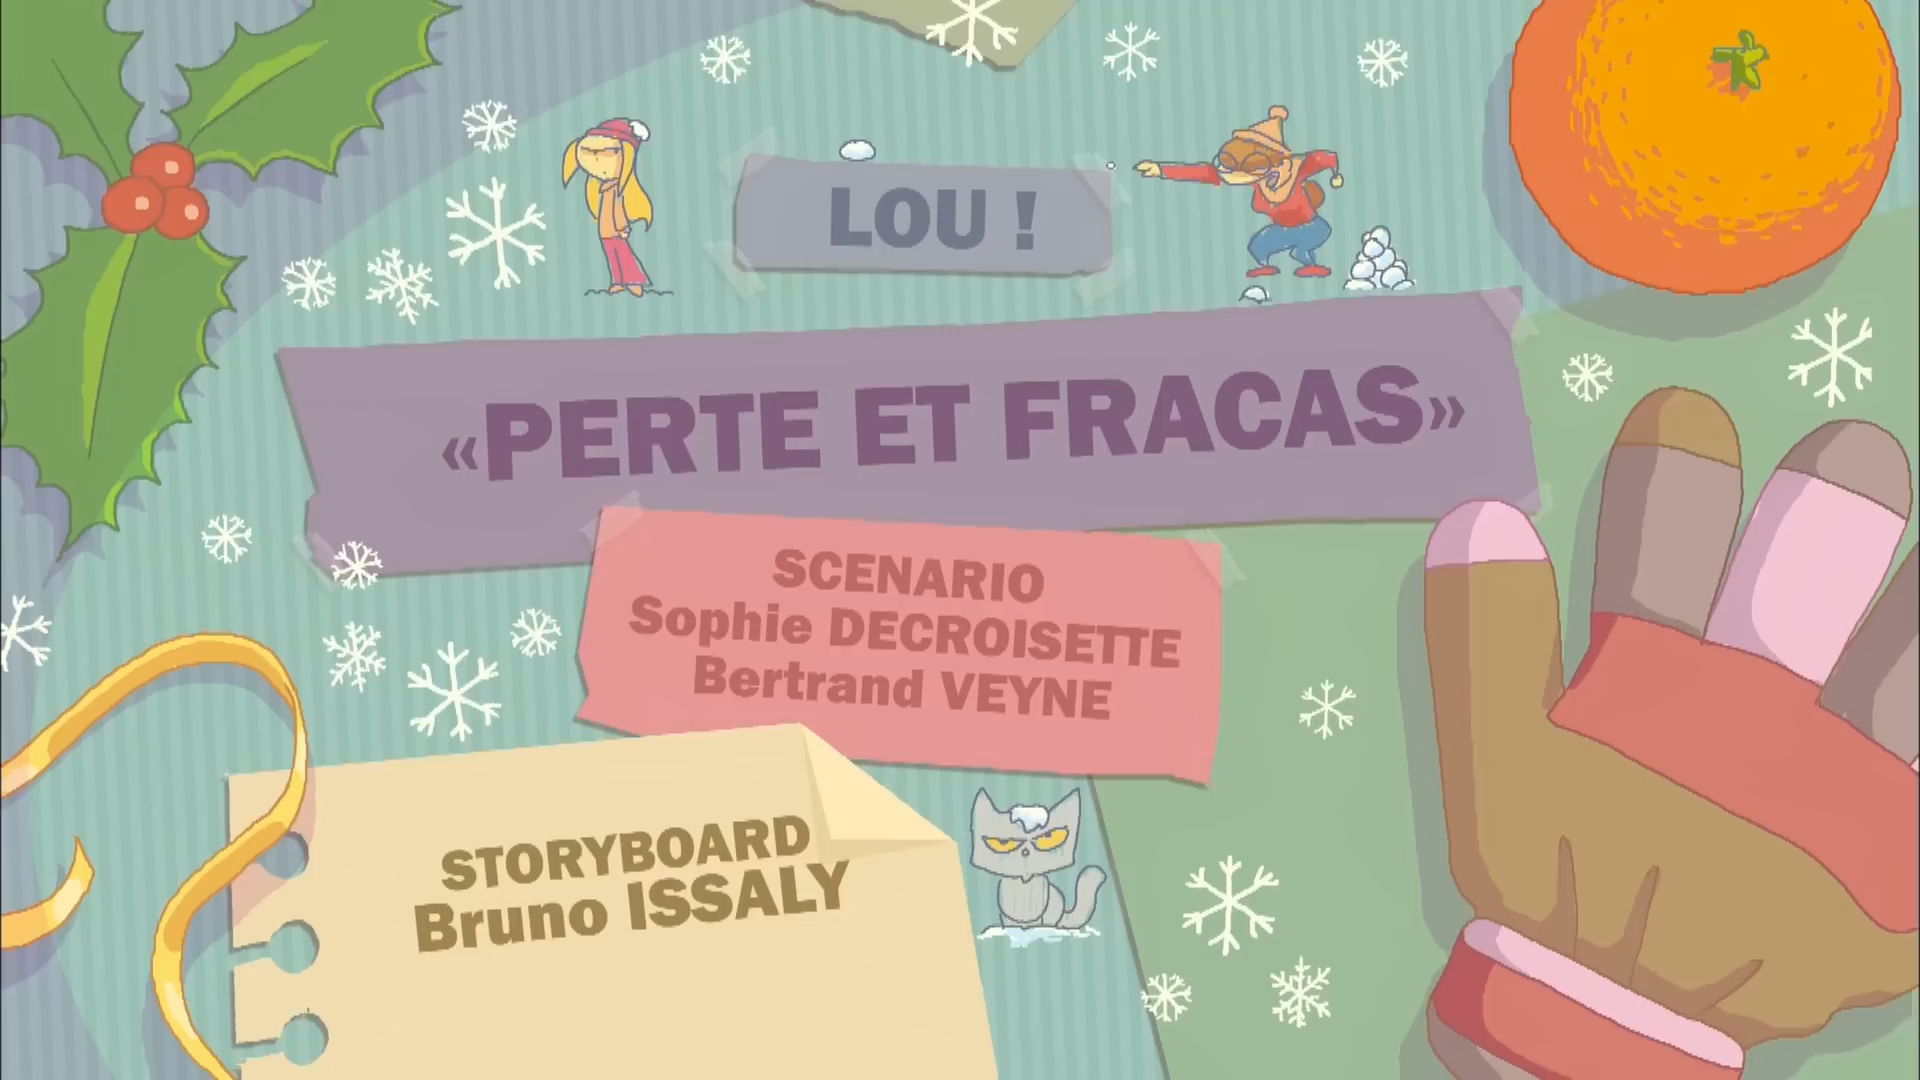 LOU !
«PERTE ET FRACAS»
SCENARIO
Sophie DECROISETTE
Bertrand VEYNE
STORYBOARD
Bruno ISSALY